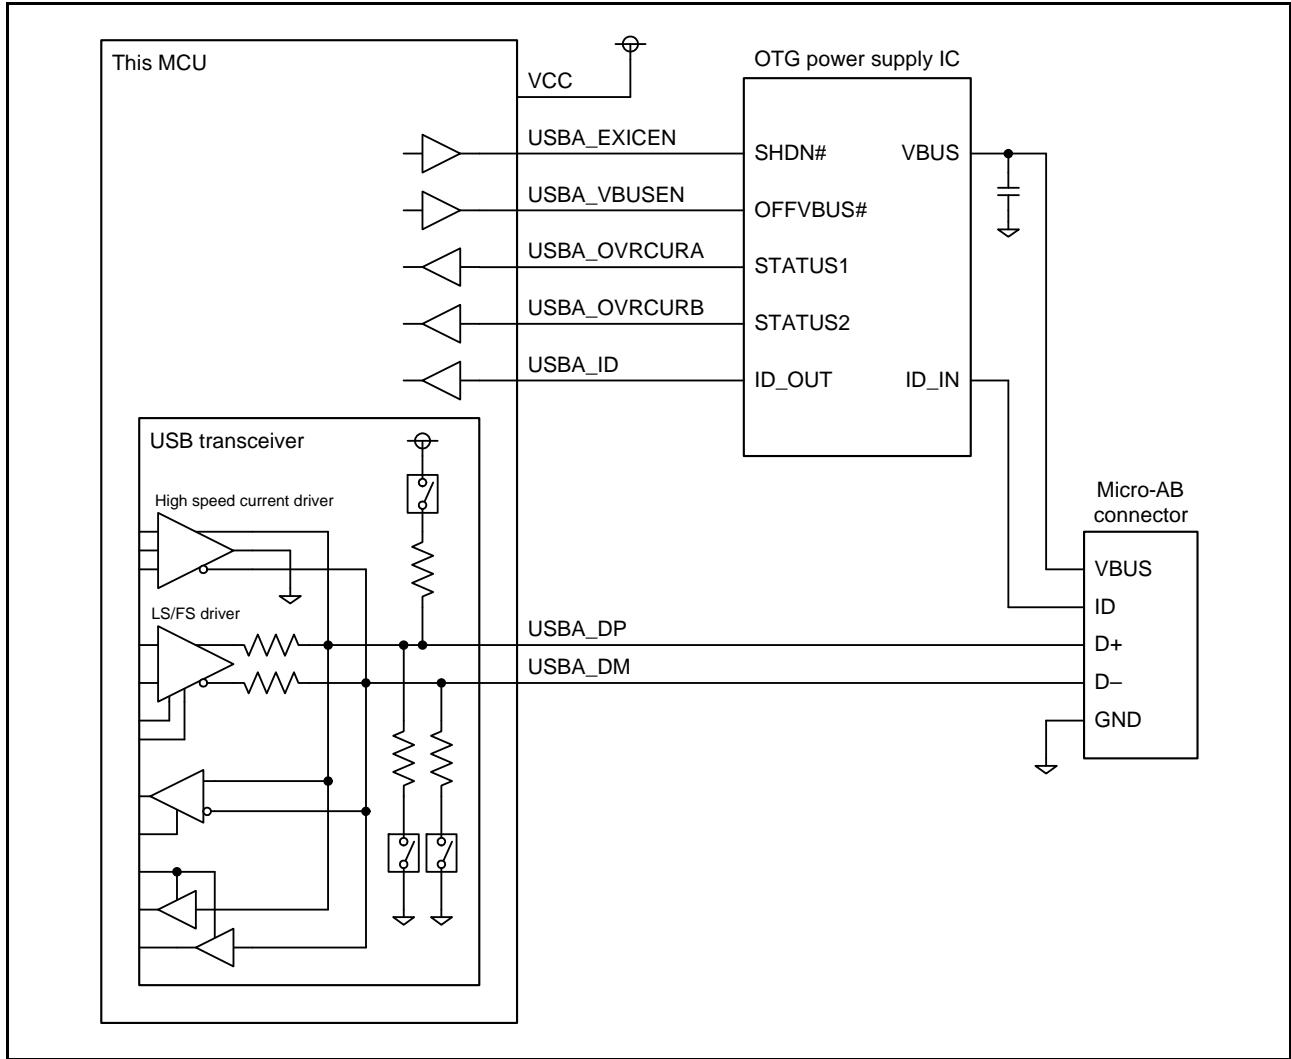 This MCU
VCC
OTG power supply IC
USBA_EXICEN
SHDN#
VBUS
USBA_VBUSEN
OFFVBUS#
USBA_OVRCURA
STATUS1
USBA_OVRCURB
STATUS2
USBA_ID
ID_OUT
ID_IN
USB transceiver
High speed current driver
LS/FS driver
USBA_DP
USBA_DM
Micro-AB
connector
VBUS
ID
D+
D–
GND